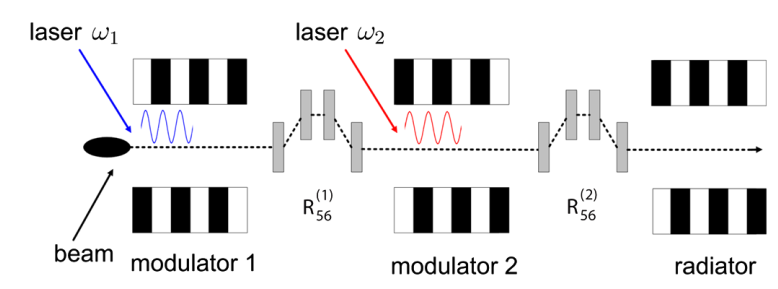 laser ω₁
laser ω₂
R₅₆⁽¹⁾
R₅₆⁽²⁾
beam
modulator 1
modulator 2
radiator